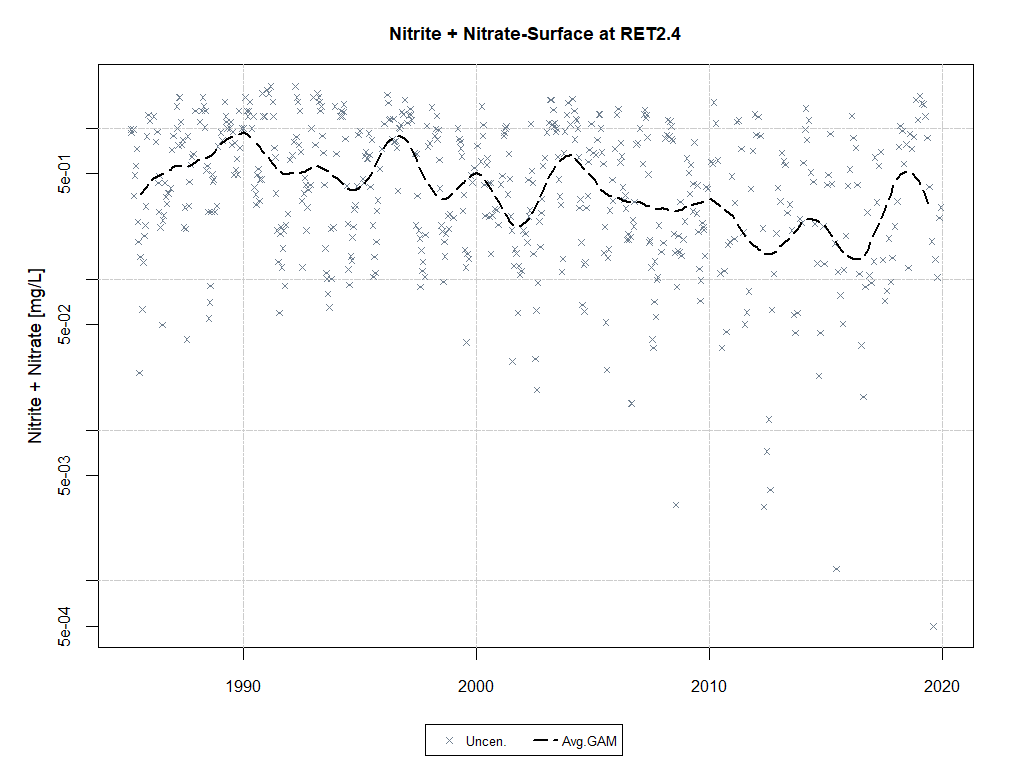 Nitrite + Nitrate-Surface at RET2.4
Nitrite + Nitrate [mg/L]
5e-01
5e-02
5e-03
5e-04
1990 2000 2010 2020
Uncen. Avg.GAM